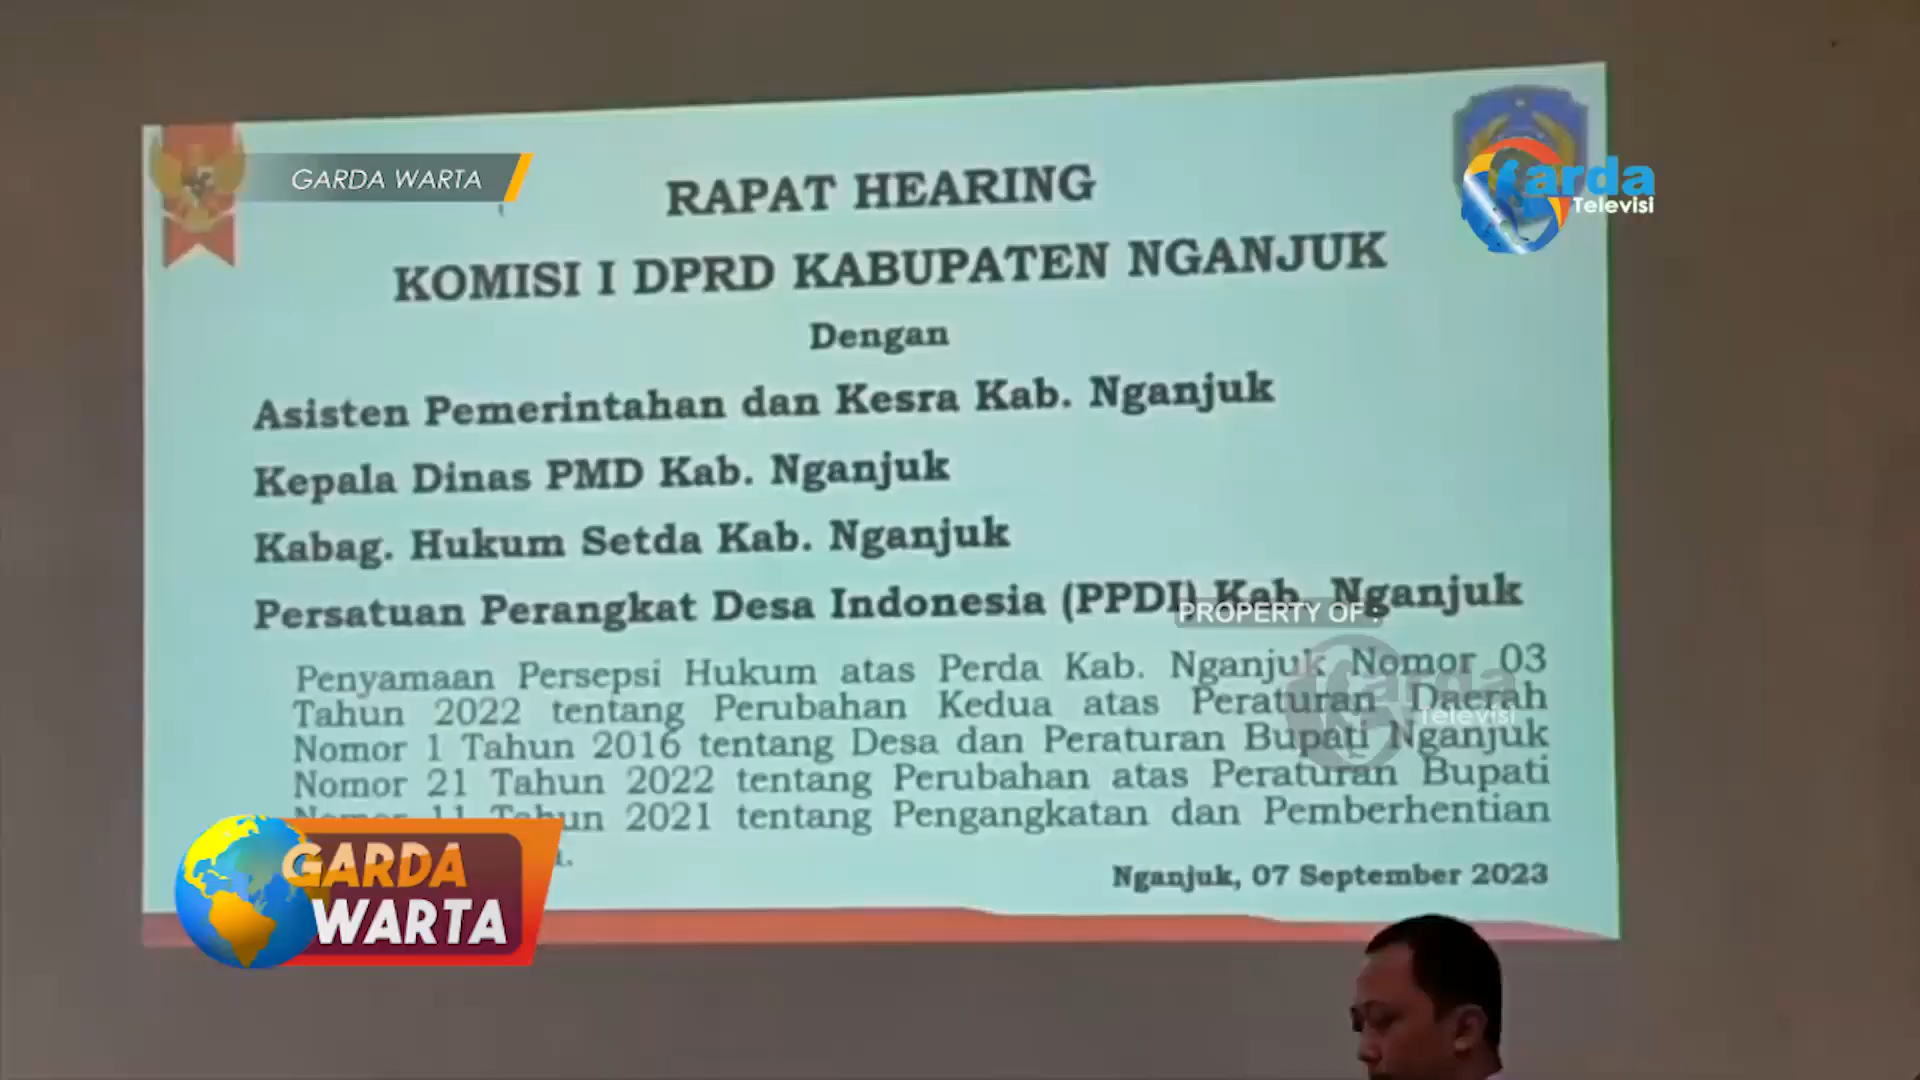 GARDA WARTA
arda
Televisi
RAPAT HEARING
KOMISI I DPRD KABUPATEN NGANJUK
Dengan
Asisten Pemerintahan dan Kesra Kab. Nganjuk
Kepala Dinas PMD Kab. Nganjuk
Kabag. Hukum Setda Kab. Nganjuk
Persatuan Perangkat Desa Indonesia (PPDI) Kab. Nganjuk
PROPERTY OF :
Garda
Televisi
Penyamaan Persepsi Hukum atas Perda Kab. Nganjuk Nomor 03
Tahun 2022 tentang Perubahan Kedua atas Peraturan Daerah
Nomor 1 Tahun 2016 tentang Desa dan Peraturan Bupati Nganjuk
Nomor 21 Tahun 2022 tentang Perubahan atas Peraturan Bupati
Nomor 11 Tahun 2021 tentang Pengangkatan dan Pemberhentian
Nganjuk, 07 September 2023
GARDA
WARTA